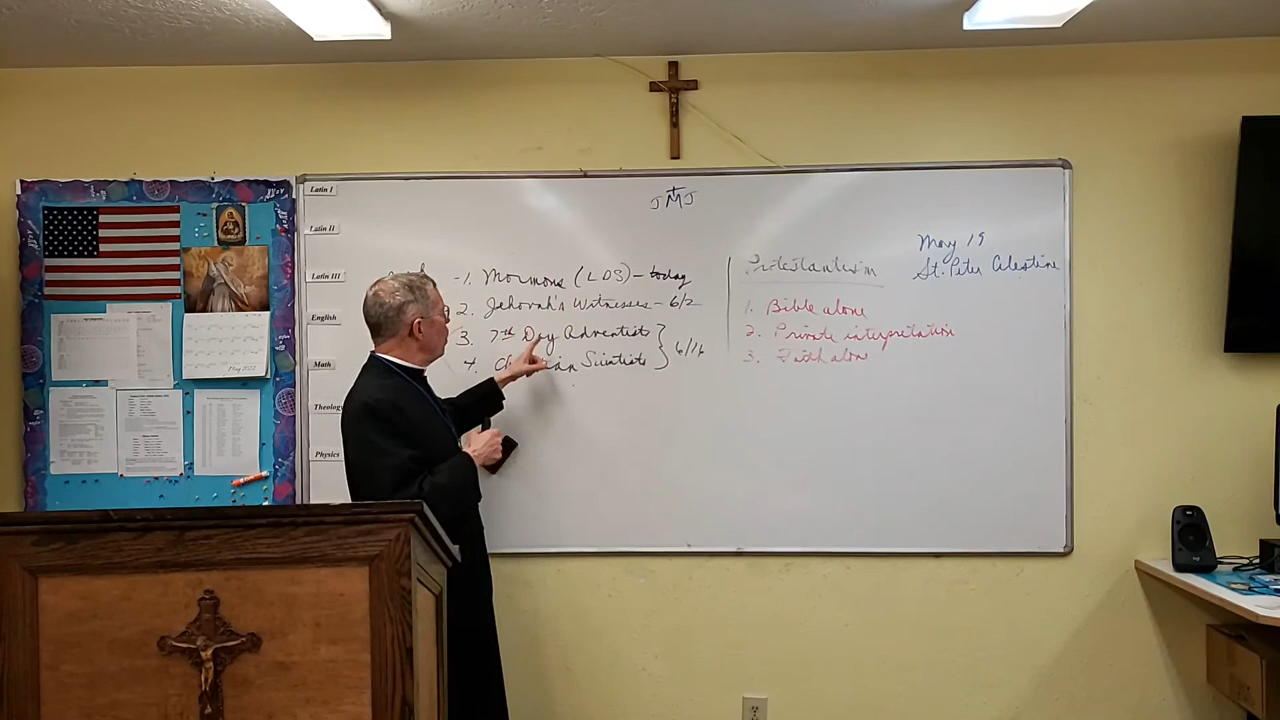 JMJ
May 19
St. Peter Celestine
Latin I
Latin II
Latin III
English
Math
Theology
Physics
1. Mormons (LDS) – today
2. Jehovah's Witnesses – 6/2
3. 7th Day Adventists
4. Scientists
6/16
Protestantism
1. Bible alone
2. Private interpretation
3. Faith alone
May 2022